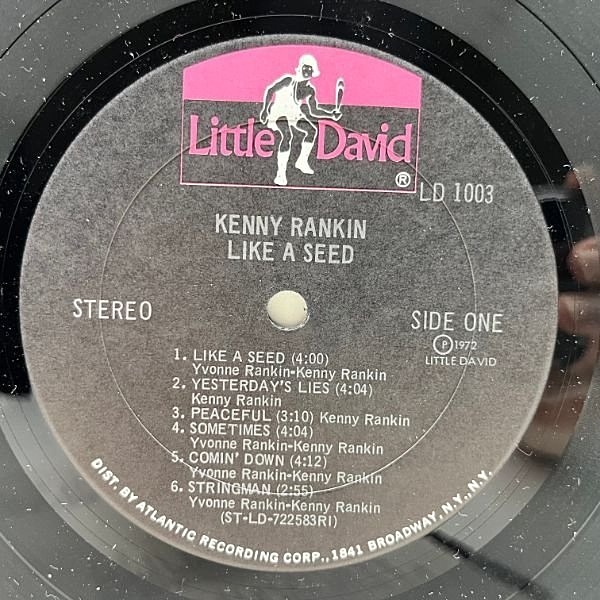 Little David ®
LD 1003
KENNY RANKIN
LIKE A SEED
STEREO
SIDE ONE
Ⓟ1972
LITTLE DAVID
1. LIKE A SEED (4:00)
Yvonne Rankin-Kenny Rankin
2. YESTERDAY'S LIES (4:04)
Kenny Rankin
3. PEACEFUL (3:10) Kenny Rankin
4. SOMETIMES (4:04)
Yvonne Rankin-Kenny Rankin
5. COMIN' DOWN (4:12)
Yvonne Rankin-Kenny Rankin
6. STRINGMAN (2:55)
Yvonne Rankin-Kenny Rankin
(ST-LD-722583RI)
DIST. BY ATLANTIC RECORDING CORP., 1841 BROADWAY, N.Y., N.Y.